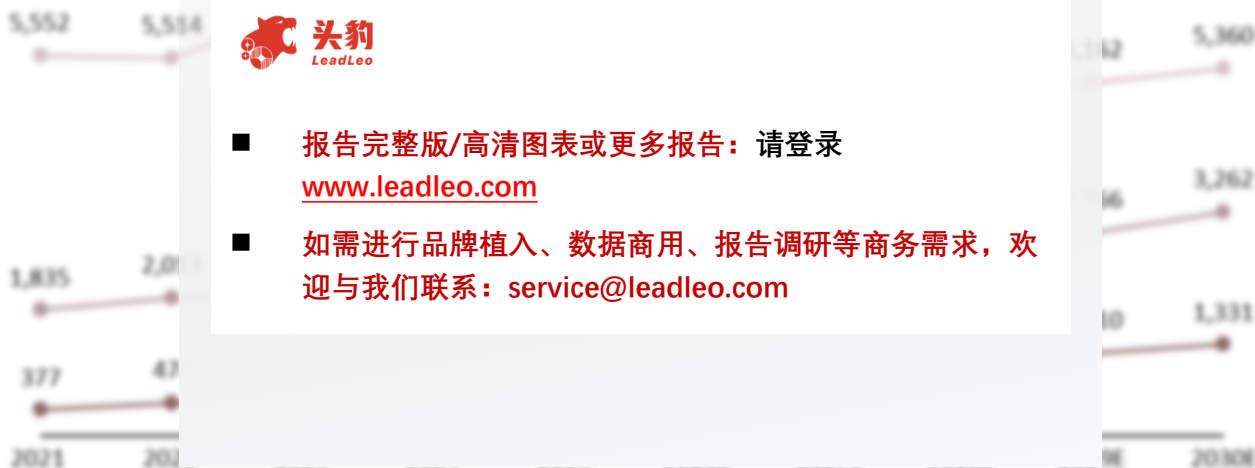 5,552
5,514
5,360
头豹
LeadLeo
报告完整版/高清图表或更多报告：请登录
www.leadleo.com
3,262
如需进行品牌植入、数据商用、报告调研等商务需求，欢
迎与我们联系：service@leadleo.com
1,835
1,331
377
2021
2030E